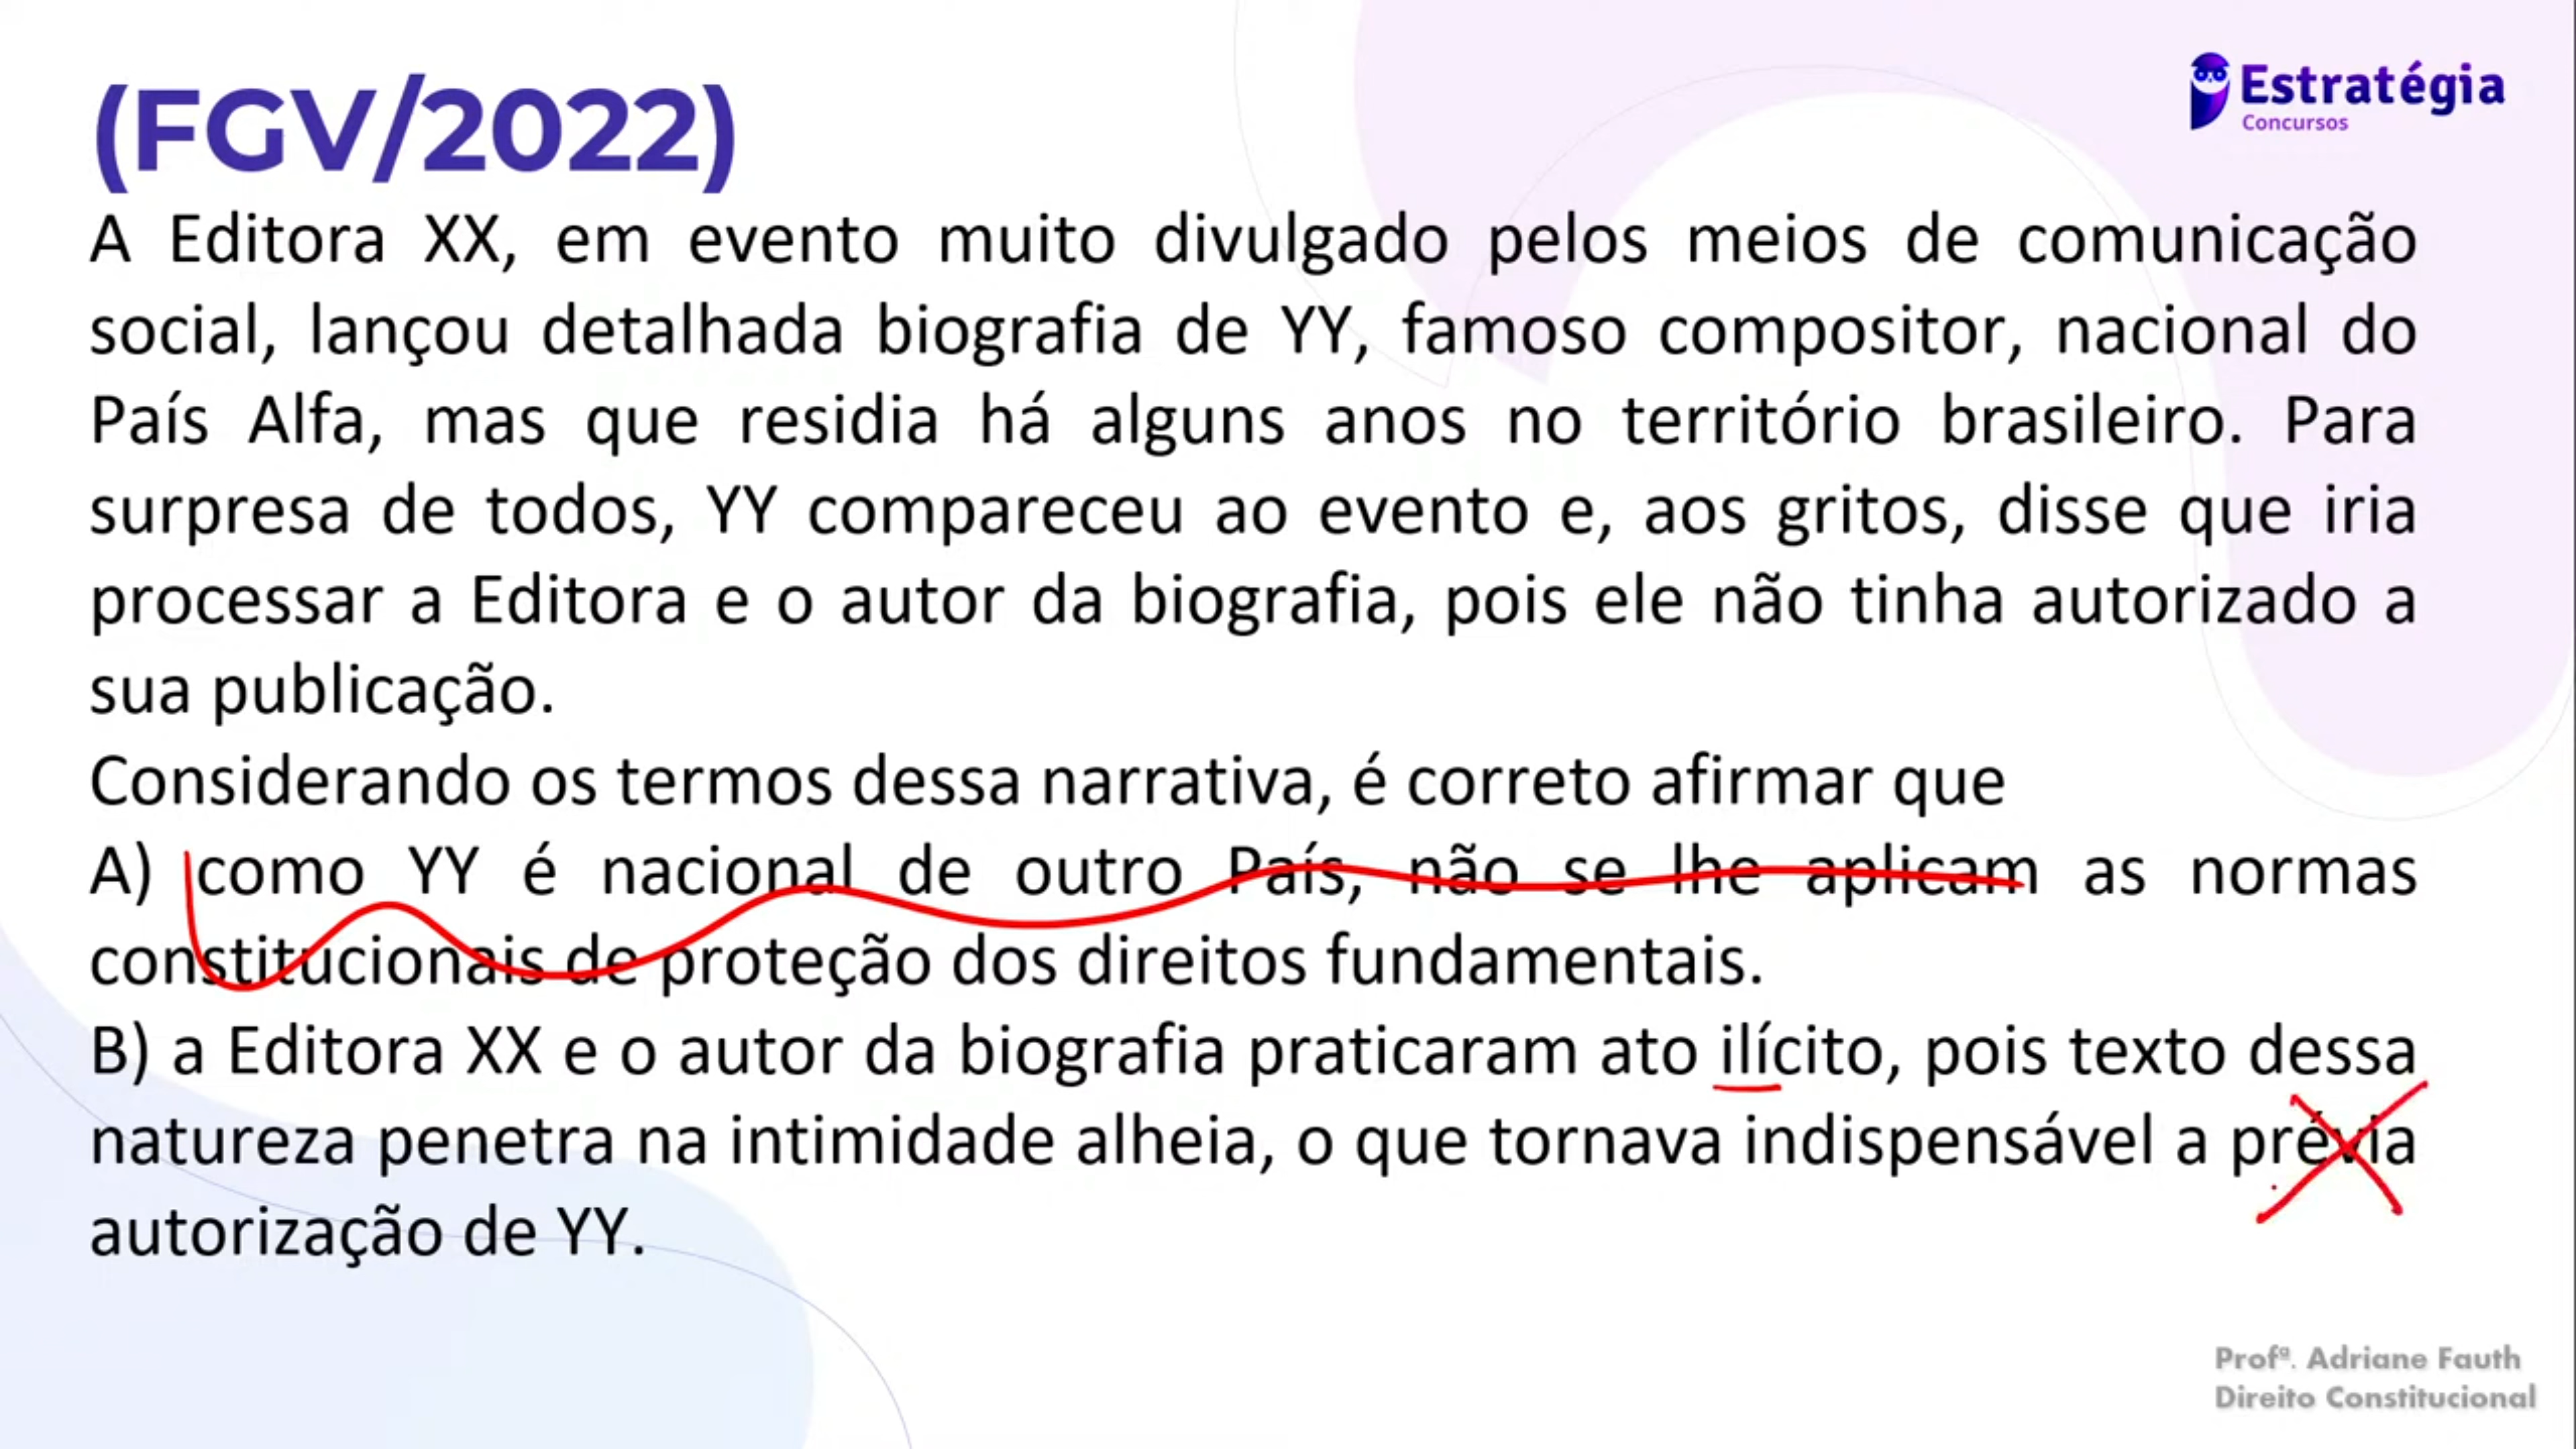 (FGV/2022)
Estratégia
Concursos
A Editora XX, em evento muito divulgado pelos meios de comunicação
social, lançou detalhada biografia de YY, famoso compositor, nacional do
País Alfa, mas que residia há alguns anos no território brasileiro. Para
surpresa de todos, YY compareceu ao evento e, aos gritos, disse que iria
processar a Editora e o autor da biografia, pois ele não tinha autorizado a
sua publicação.
Considerando os termos dessa narrativa, é correto afirmar que
A) como YY é nacional de outro País, não se lhe aplicam as normas
constitucionais de proteção dos direitos fundamentais.
B) a Editora XX e o autor da biografia praticaram ato ilícito, pois texto dessa
natureza penetra na intimidade alheia, o que tornava indispensável a prévia
autorização de YY.
Profª. Adriane Fauth
Direito Constitucional